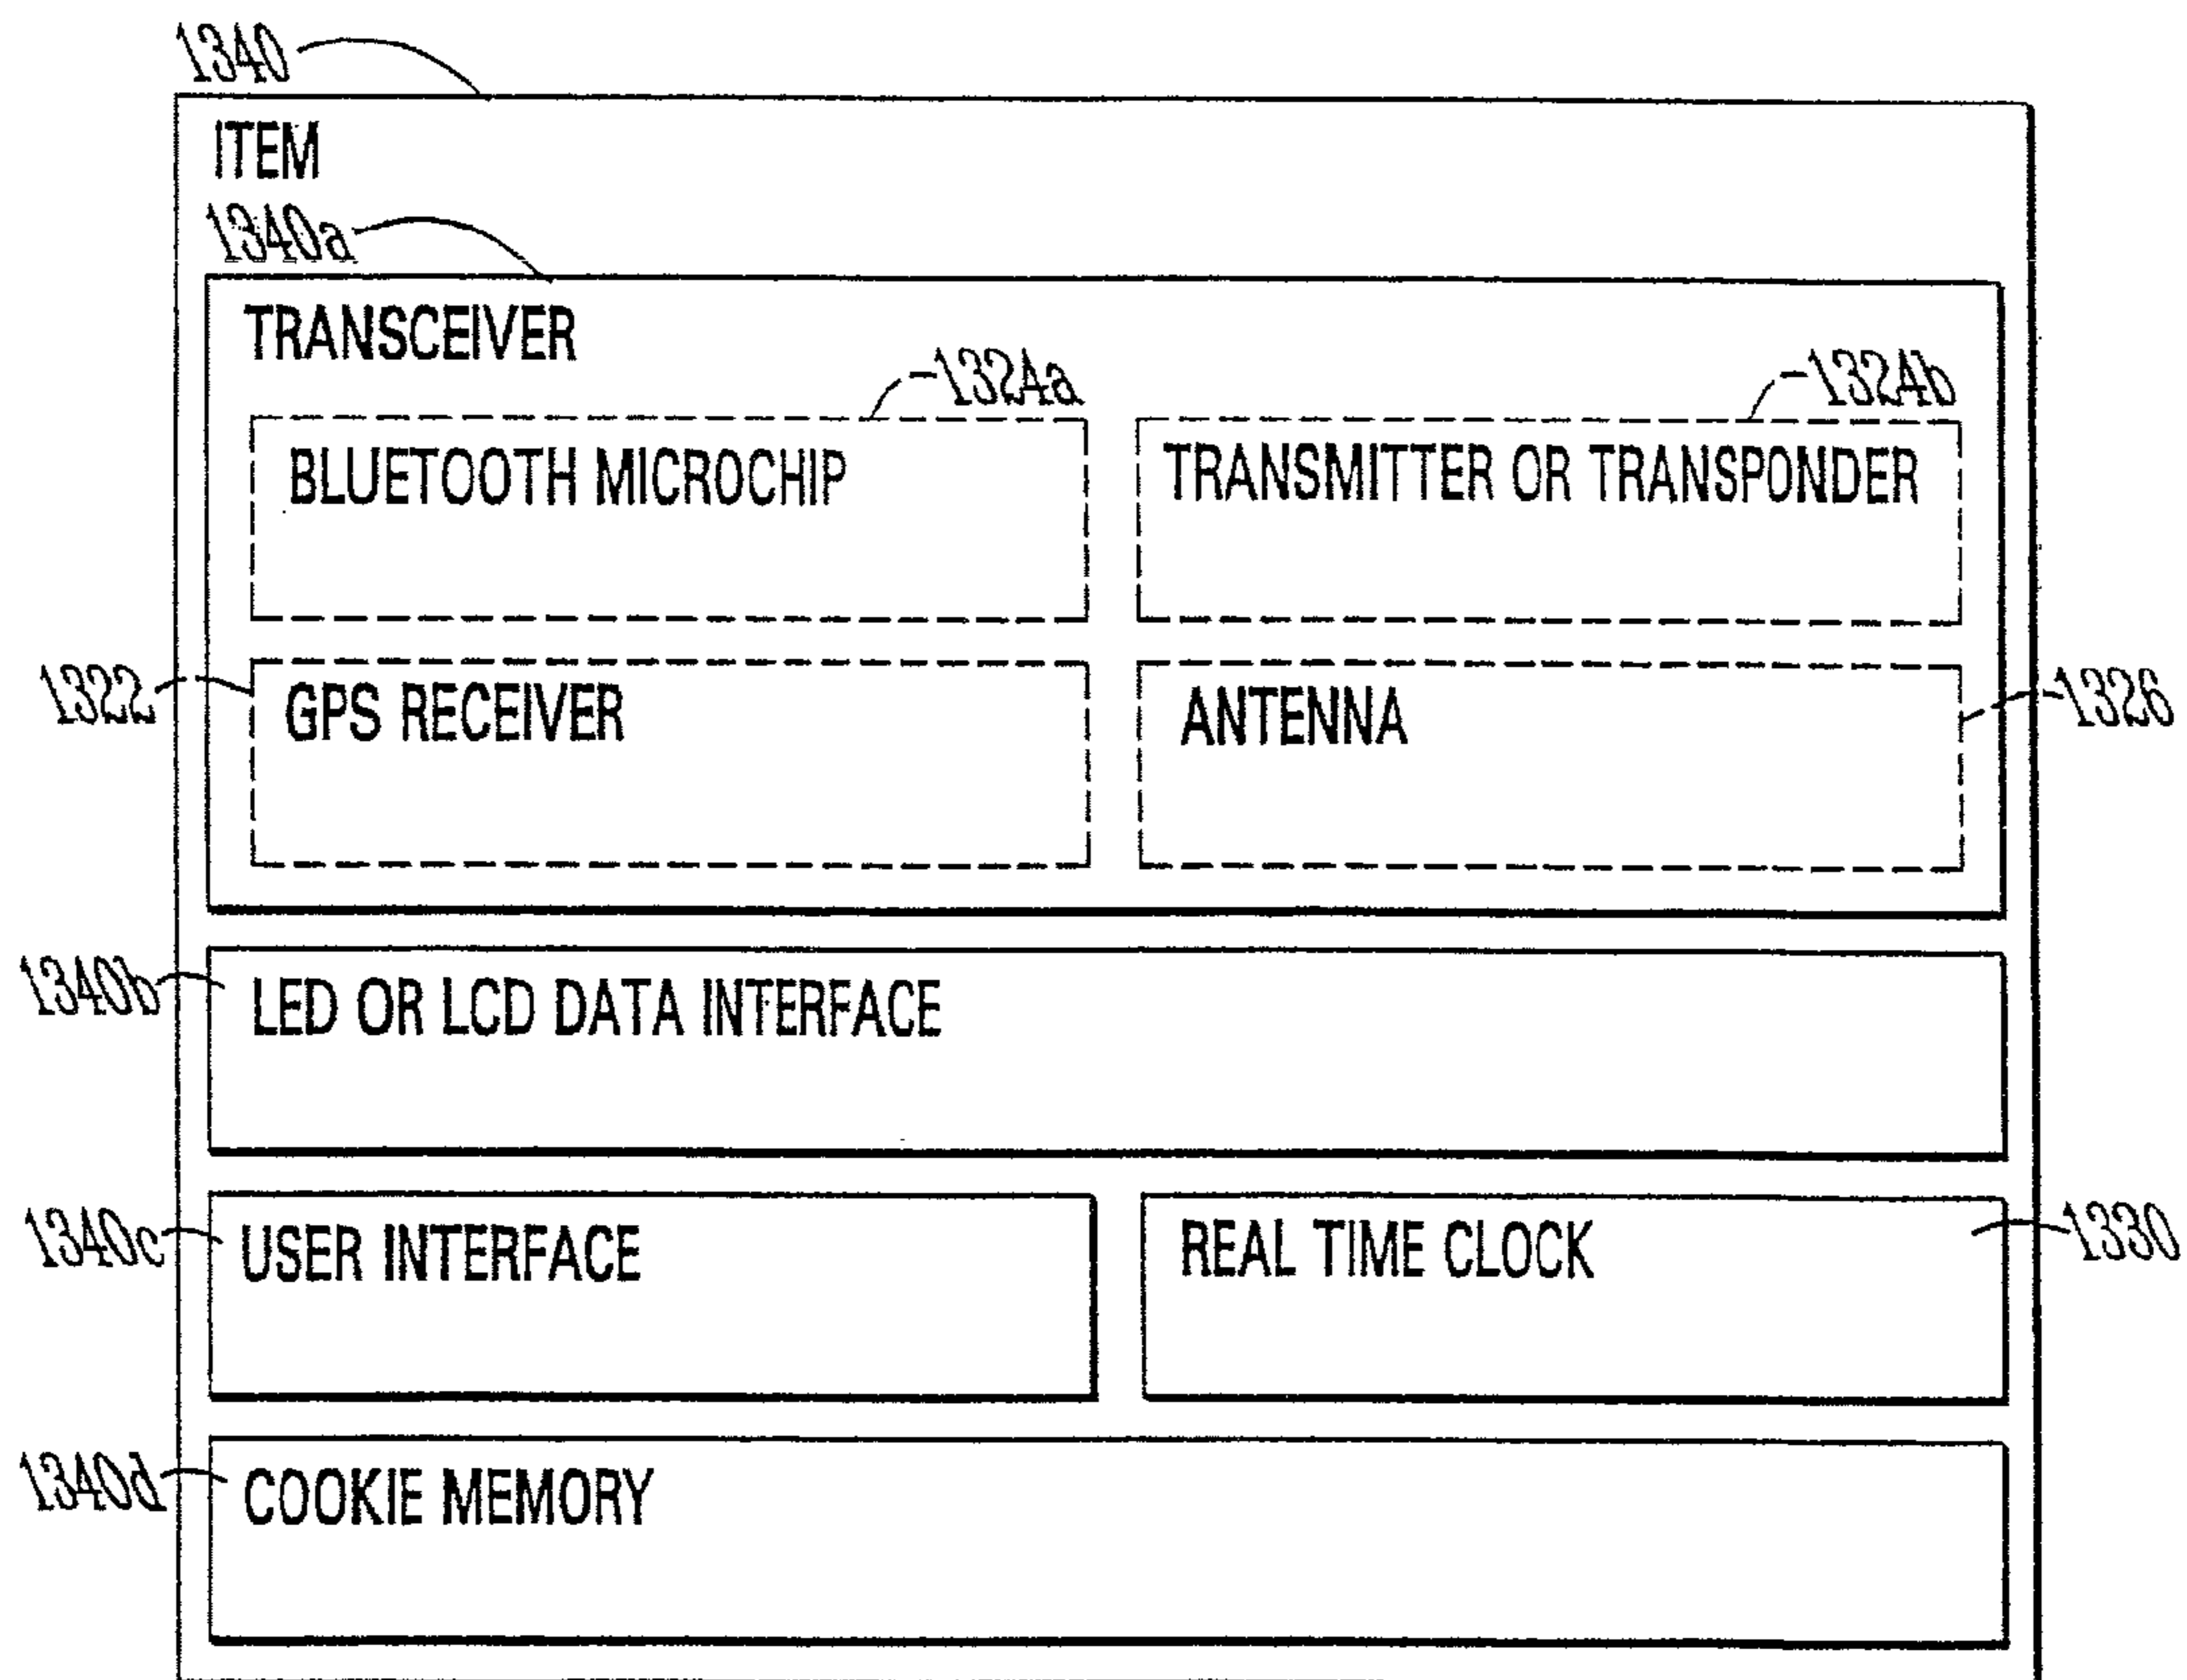 1340
ITEM
1340a
TRANSCEIVER
1324a
1324b
BLUETOOTH MICROCHIP
TRANSMITTER OR TRANSPONDER
1322
GPS RECEIVER
ANTENNA
1326
1340b
LED OR LCD DATA INTERFACE
1340c
USER INTERFACE
REAL TIME CLOCK
1330
1340d
COOKIE MEMORY